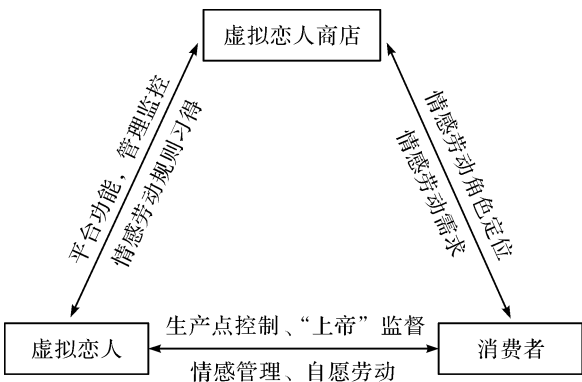 虚拟恋人商店
平台功能，管理监控
情感劳动规则习得
情感劳动角色定位
情感劳动需求
生产点控制、“上帝”监督
虚拟恋人
消费者
情感管理、自愿劳动